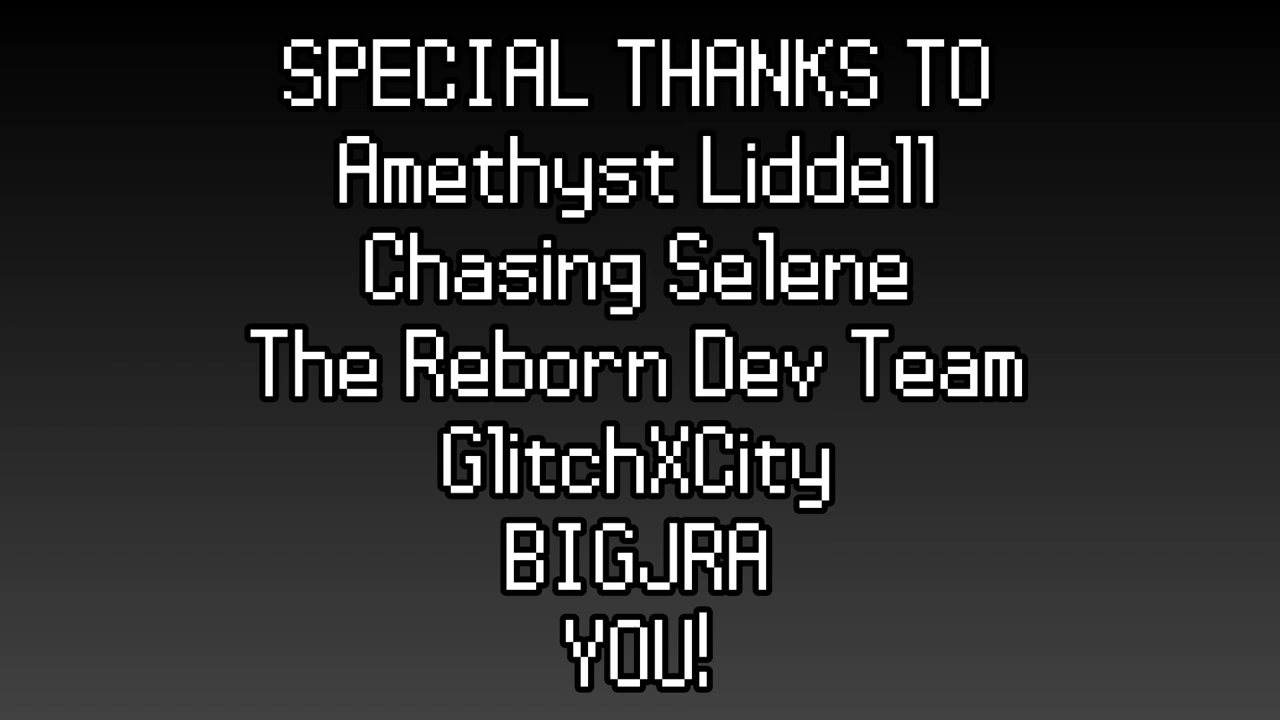 SPECIAL THANKS TO
Amethyst Liddell
Chasing Selene
The Reborn Dev Team
GlitchXCity
BIGJRA
YOU!